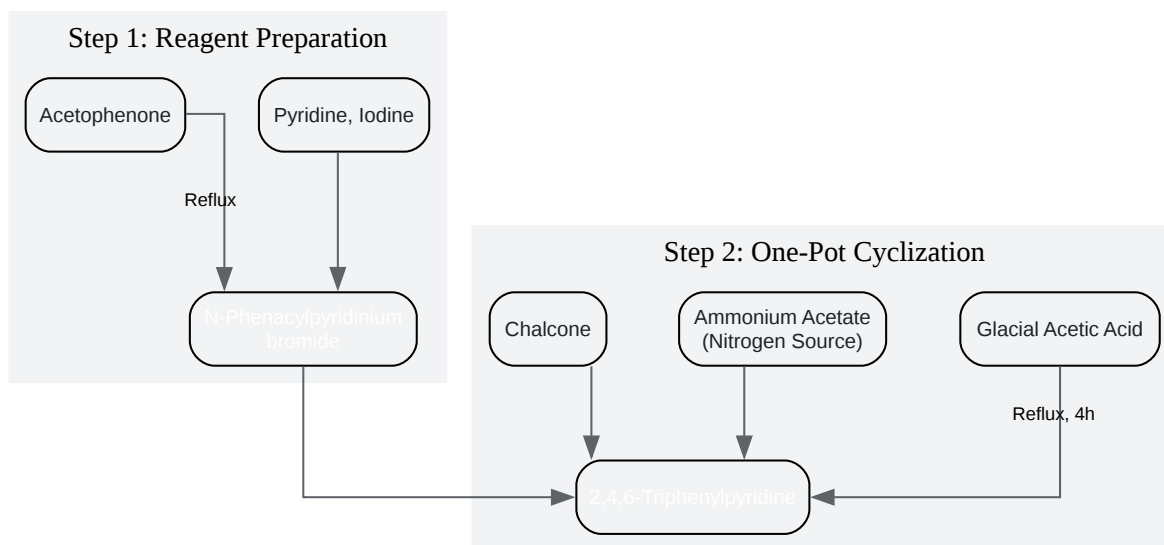 Step 1: Reagent Preparation
Acetophenone
Pyridine, Iodine
Reflux
N-Phenacylpyridinium
bromide
Step 2: One-Pot Cyclization
Chalcone
Ammonium Acetate
(Nitrogen Source)
Glacial Acetic Acid
Reflux, 4h
2,4,6-Triphenylpyridine